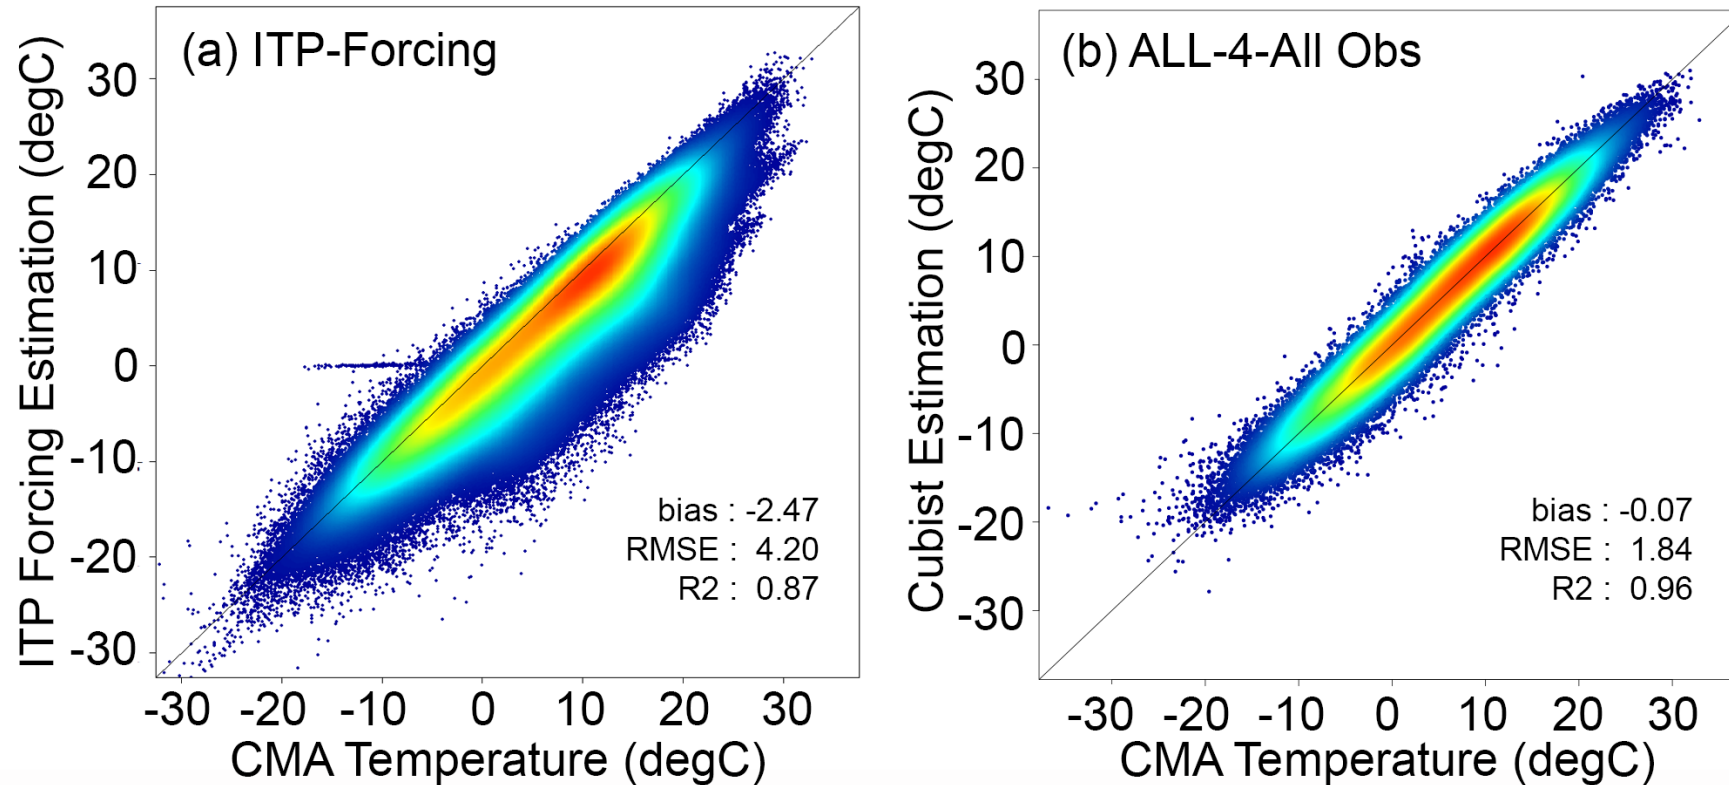 (a) ITP-Forcing
ITP Forcing Estimation (degC)
30
20
10
0
-10
-20
-30
bias : -2.47
RMSE : 4.20
R2 : 0.87
-30 -20 -10 0 10 20 30
CMA Temperature (degC)
(b) ALL-4-All Obs
Cubist Estimation (degC)
30
20
10
0
-10
-20
-30
bias : -0.07
RMSE : 1.84
R2 : 0.96
-30 -20 -10 0 10 20 30
CMA Temperature (degC)